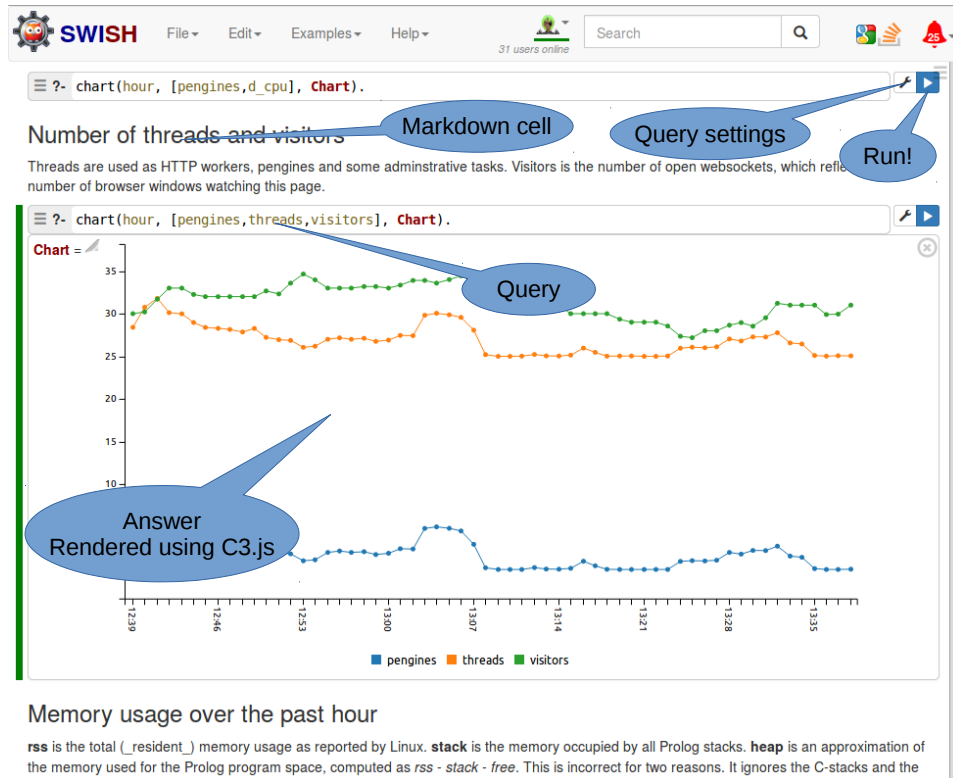 SWISH File Edit Examples Help 31 users online Search 25
?- chart(hour, [pengines,d_cpu], Chart).
Number of threads and visitors
Markdown cell
Query settings
Run!
Threads are used as HTTP workers, pengines and some adminstrative tasks. Visitors is the number of open websockets, which
number of browser windows watching this page.
?- chart(hour, [pengines,threads,visitors], Chart).
Chart =
Query
35
30
25
20
15
10
Answer
Rendered using C3.js
12:39 12:46 12:53 13:00 13:07 13:14 13:21 13:28 13:35
pengines threads visitors
Memory usage over the past hour
rss is the total (_resident_) memory usage as reported by Linux. stack is the memory occupied by all Prolog stacks. heap is an approximation of
the memory used for the Prolog program space, computed as rss - stack - free. This is incorrect for two reasons. It ignores the C-stacks and the